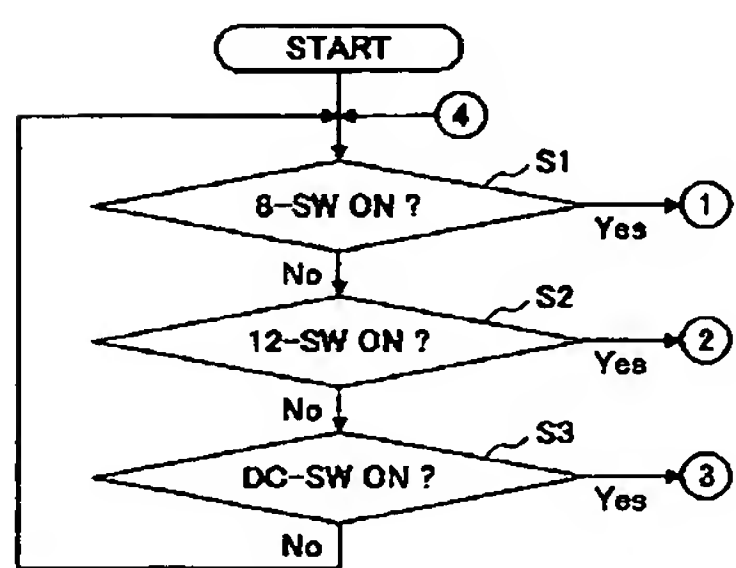 START
4
S1
8-SW ON ?
1
Yes
No
S2
12-SW ON ?
2
Yes
No
S3
DC-SW ON ?
3
Yes
No